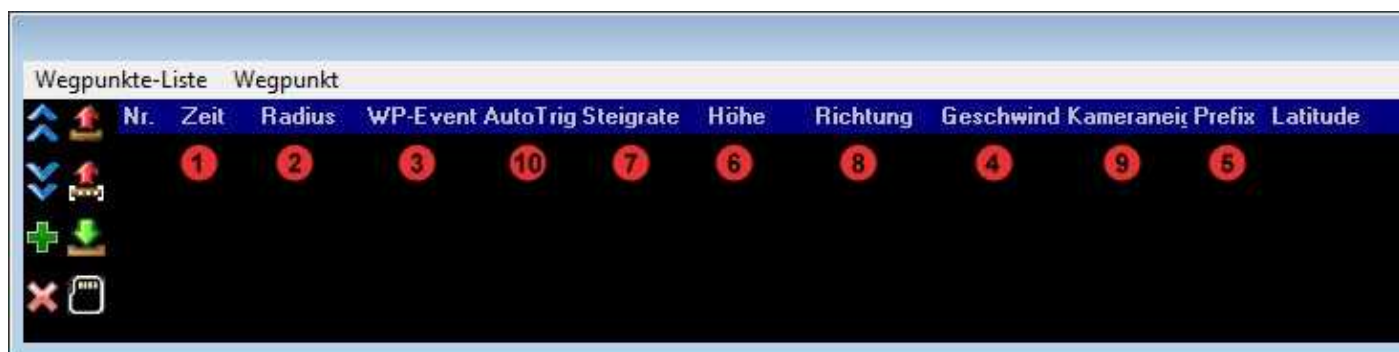 Wegpunkte-Liste Wegpunkt
Nr. Zeit Radius WP-Event AutoTrig Steigrate Höhe Richtung Geschwind Kameraneig Prefix Latitude
1 2 3 10 7 6 8 4 9 5